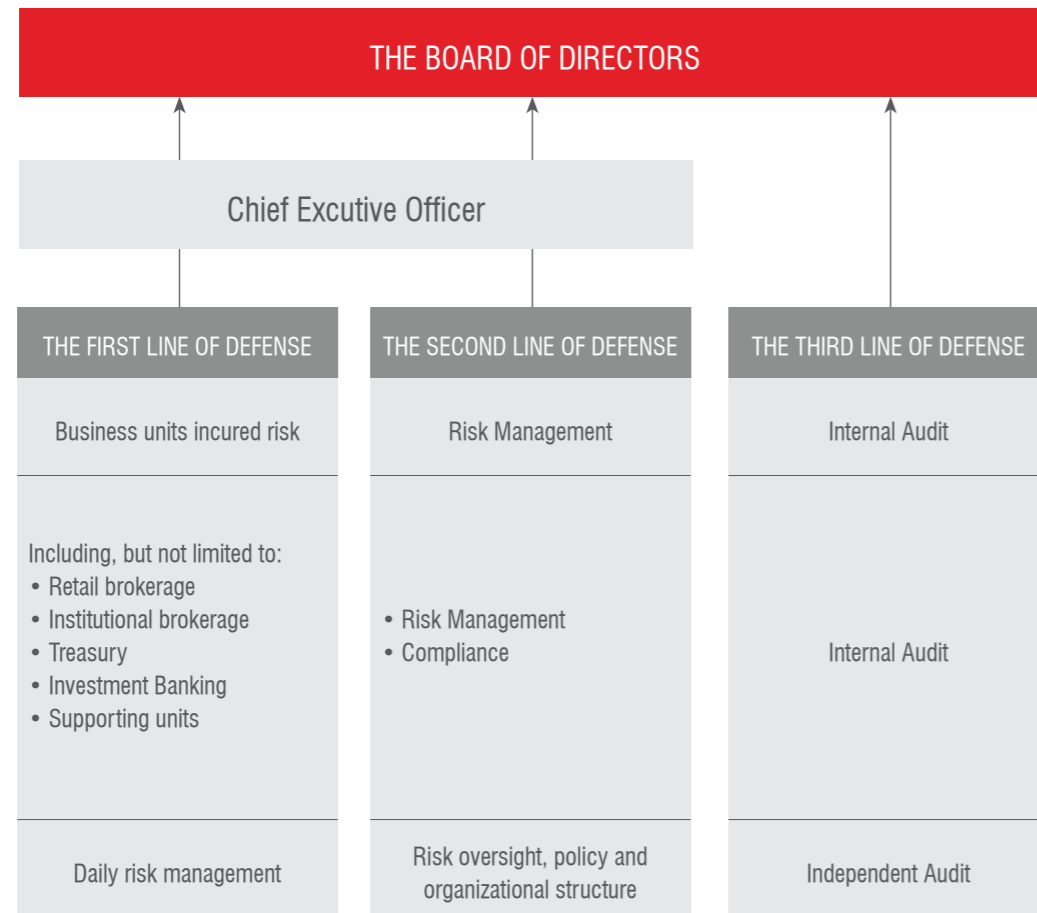 THE BOARD OF DIRECTORS
Chief Excutive Officer
THE FIRST LINE OF DEFENSE
Business units incured risk
Including, but not limited to:
• Retail brokerage
• Institutional brokerage
• Treasury
• Investment Banking
• Supporting units
Daily risk management
THE SECOND LINE OF DEFENSE
Risk Management
• Risk Management
• Compliance
Risk oversight, policy and
organizational structure
THE THIRD LINE OF DEFENSE
Internal Audit
Internal Audit
Independent Audit